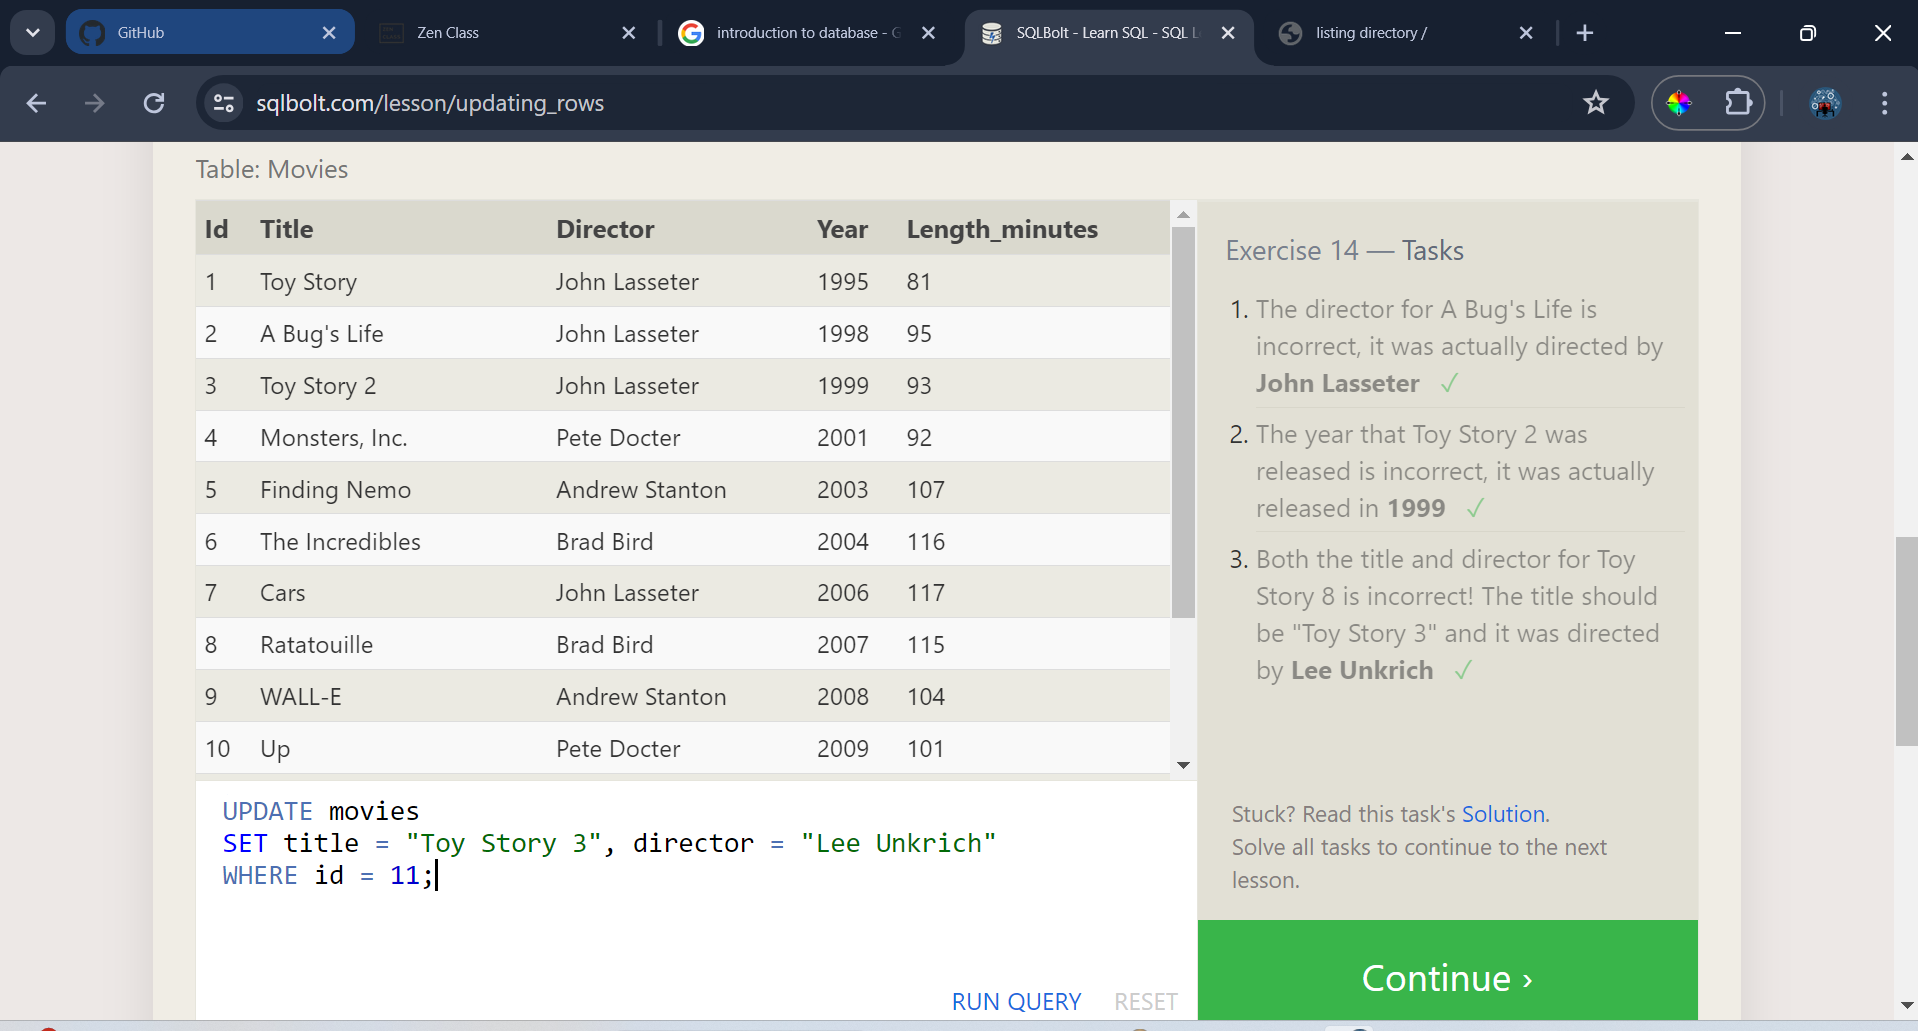 GitHub
Zen Class
introduction to database - G
SQLBolt - Learn SQL - SQL L
listing directory /
sqlbolt.com/lesson/updating_rows
Table: Movies
Id Title Director Year Length_minutes
1 Toy Story John Lasseter 1995 81
2 A Bug's Life John Lasseter 1998 95
3 Toy Story 2 John Lasseter 1999 93
4 Monsters, Inc. Pete Docter 2001 92
5 Finding Nemo Andrew Stanton 2003 107
6 The Incredibles Brad Bird 2004 116
7 Cars John Lasseter 2006 117
8 Ratatouille Brad Bird 2007 115
9 WALL-E Andrew Stanton 2008 104
10 Up Pete Docter 2009 101
UPDATE movies
SET title = "Toy Story 3", director = "Lee Unkrich"
WHERE id = 11;
RUN QUERY RESET
Exercise 14 — Tasks
1. The director for A Bug's Life is
incorrect, it was actually directed by
John Lasseter ✓
2. The year that Toy Story 2 was
released is incorrect, it was actually
released in 1999 ✓
3. Both the title and director for Toy
Story 8 is incorrect! The title should
be "Toy Story 3" and it was directed
by Lee Unkrich ✓
Stuck? Read this task's Solution.
Solve all tasks to continue to the next
lesson.
Continue ›